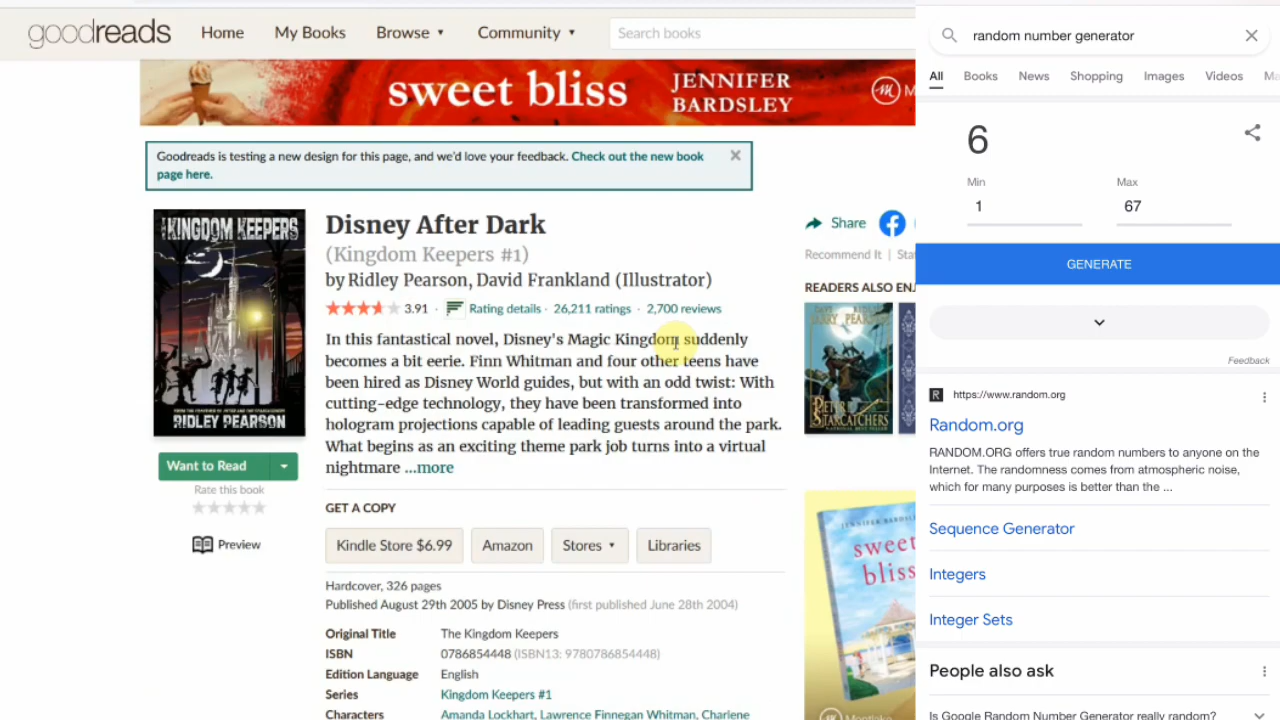 goodreads
Home
My Books
Browse ▼
Community ▼
Search books
sweet bliss
JENNIFER
BARDSLEY
Goodreads is testing a new design for this page, and we'd love your feedback. Check out the new book
page here.
THE KINGDOM KEEPERS
RIDLEY PEARSON
Want to Read
Rate this book
Preview
Disney After Dark
(Kingdom Keepers #1)
by Ridley Pearson, David Frankland (Illustrator)
3.91 · Rating details · 26,211 ratings · 2,700 reviews
In this fantastical novel, Disney's Magic Kingdom suddenly
becomes a bit eerie. Finn Whitman and four other teens have
been hired as Disney World guides, but with an odd twist: With
cutting-edge technology, they have been transformed into
hologram projections capable of leading guests around the park.
What begins as an exciting theme park job turns into a virtual
nightmare ...more
GET A COPY
Kindle Store $6.99
Amazon
Stores ▼
Libraries
Hardcover, 326 pages
Published August 29th 2005 by Disney Press (first published June 28th 2004)
Original Title The Kingdom Keepers
ISBN 0786854448 (ISBN13: 9780786854448)
Edition Language English
Series Kingdom Keepers #1
Characters Amanda Lockhart, Lawrence Finnegan Whitman, Charlene
Share
Recommend It |
READERS ALSO
PETER
STARCATCHERS
JENNIFER
sweet
bliss
random number generator
All
Books
News
Shopping
Images
Videos
6
Min
Max
1
67
GENERATE
Feedback
R https://www.random.org
Random.org
RANDOM.ORG offers true random numbers to anyone on the
Internet. The randomness comes from atmospheric noise,
which for many purposes is better than the ...
Sequence Generator
Integers
Integer Sets
People also ask
Is Google Random Number Generator really random?